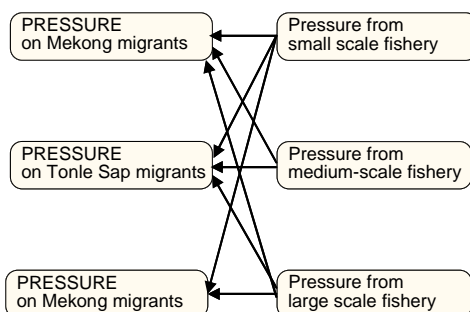 PRESSURE
on Mekong migrants
Pressure from
small scale fishery
PRESSURE
on Tonle Sap migrants
Pressure from
medium-scale fishery
PRESSURE
on Mekong migrants
Pressure from
large scale fishery